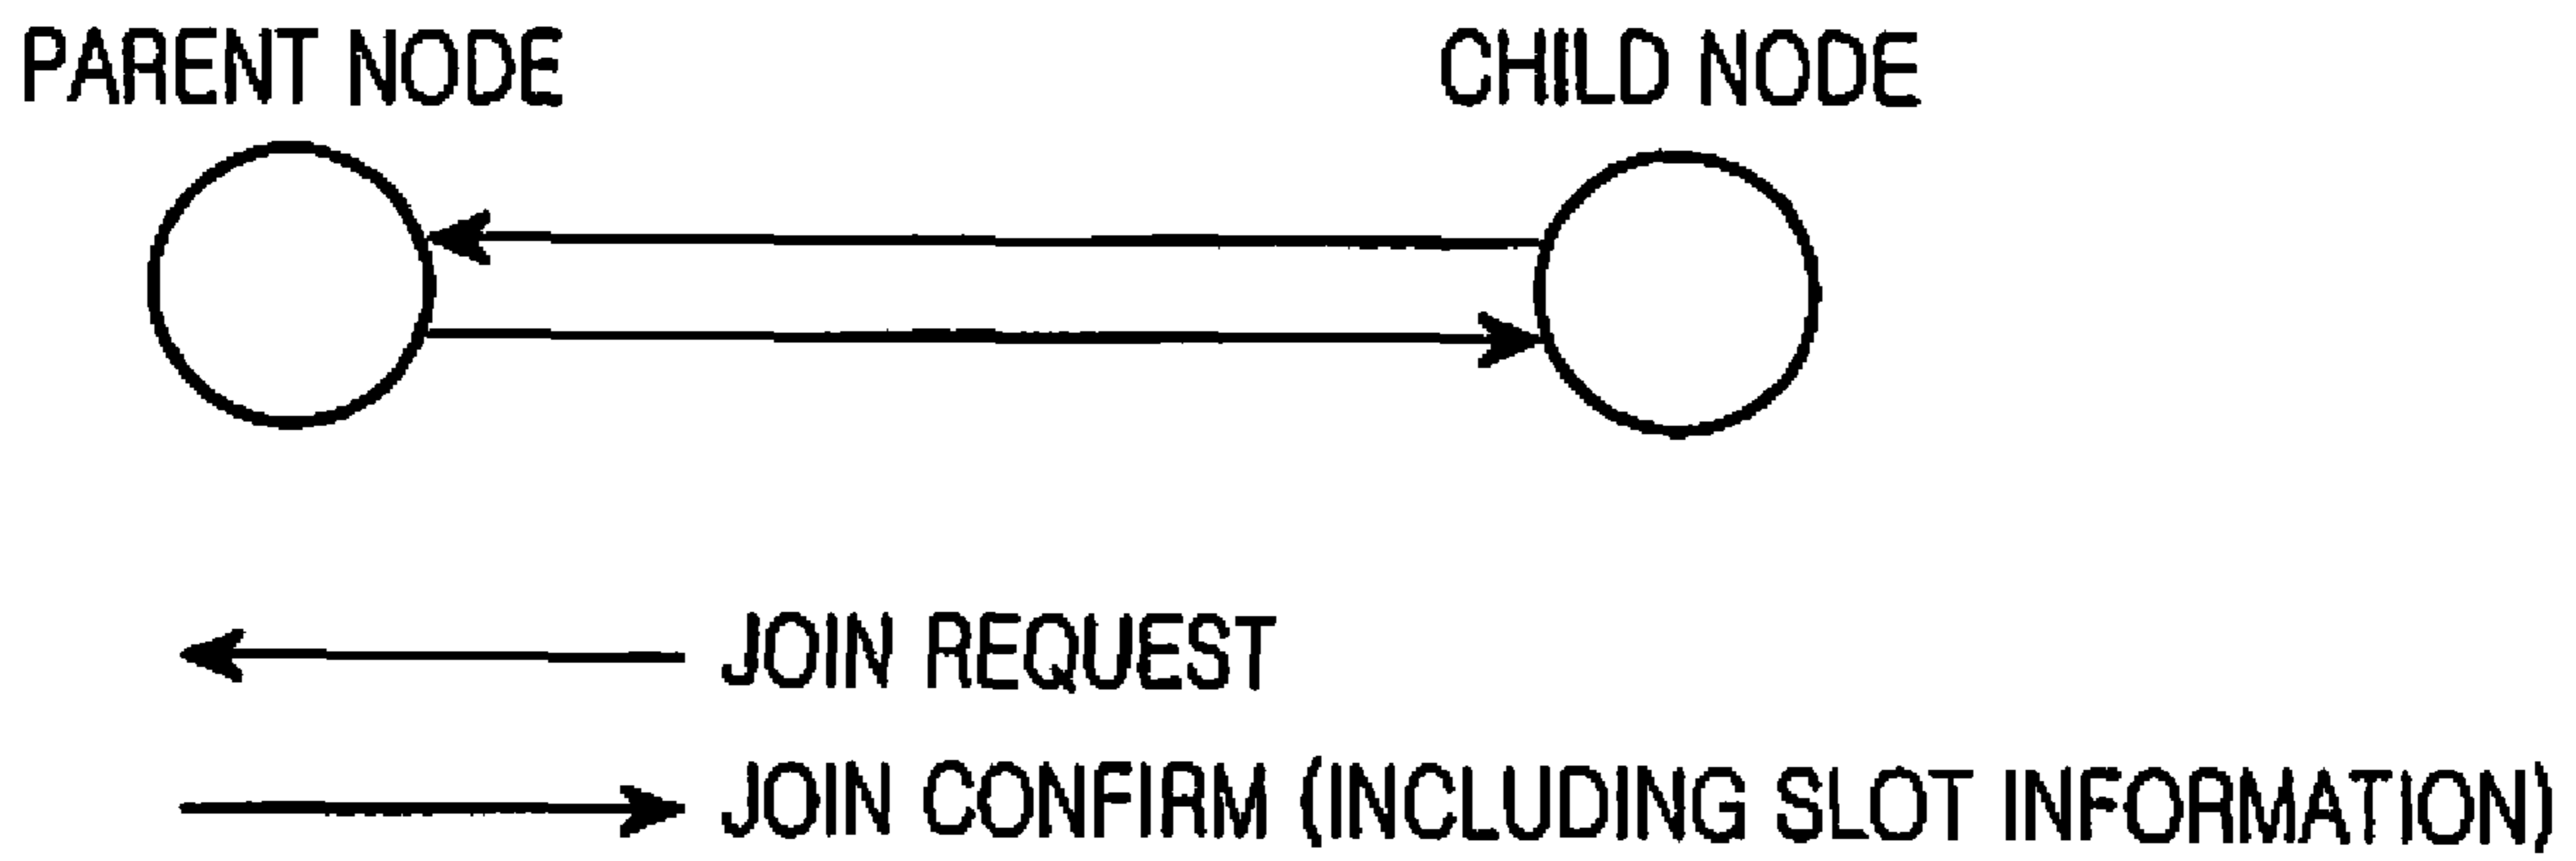 PARENT NODE
CHILD NODE
JOIN REQUEST
JOIN CONFIRM (INCLUDING SLOT INFORMATION)